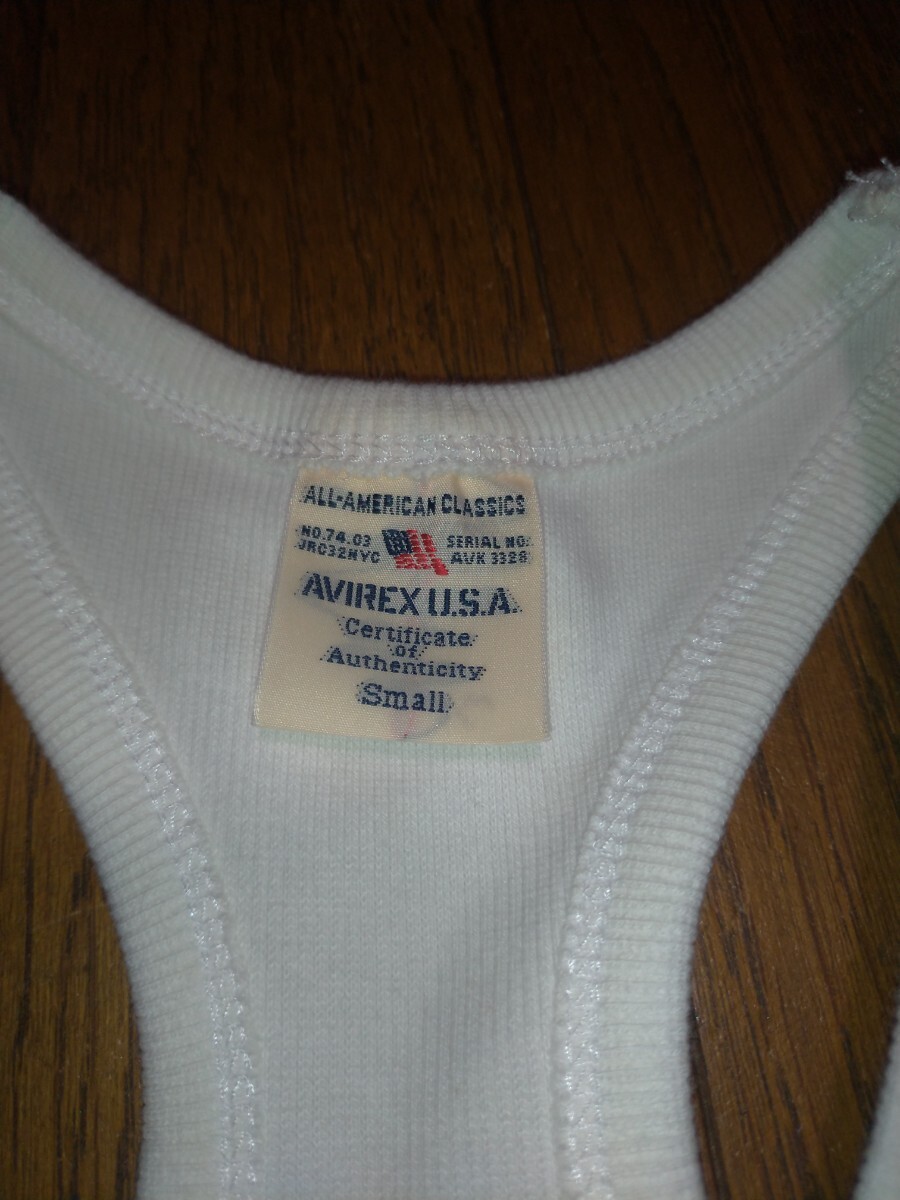 ALL-AMERICAN CLASSICS
NO.74.03
JRC32NYC
SERIAL NO.
AVK 3328
AVIREX U.S.A.
Certificate
of
Authenticity
Small